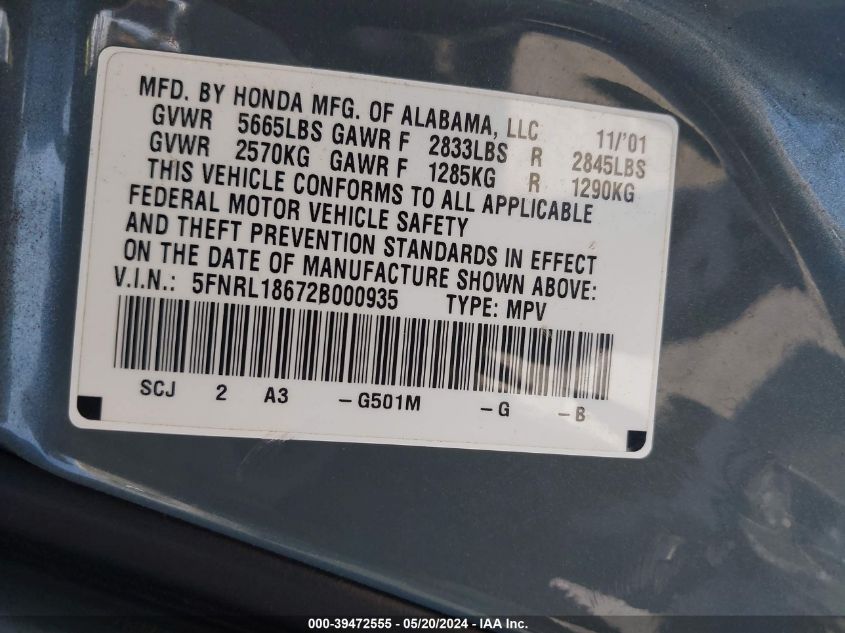 MFD. BY HONDA MFG. OF ALABAMA, LLC 11/'01
GVWR 5665LBS GAWR F 2833LBS R 2845LBS
GVWR 2570KG GAWR F 1285KG R 1290KG
THIS VEHICLE CONFORMS TO ALL APPLICABLE
FEDERAL MOTOR VEHICLE SAFETY
AND THEFT PREVENTION STANDARDS IN EFFECT
ON THE DATE OF MANUFACTURE SHOWN ABOVE:
V.I.N.: 5FNRL18672B000935 TYPE: MPV
SCJ 2 A3 -G501M -G -B
000-39472555 - 05/20/2024 - IAA Inc.